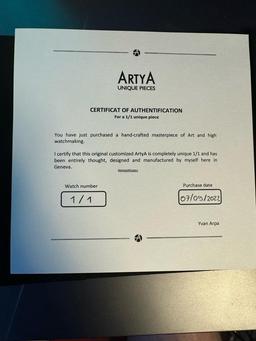 ARTYA
UNIQUE PIECES
CERTIFICAT OF AUTHENTIFICATION
For a 1/1 unique piece
You have just purchased a hand-crafted masterpiece of Art and high
watchmaking.
I certify that this original customized ArtyA is completely unique 1/1 and has
been entirely thought, designed and manufactured by myself here in
Geneva.
Watch number
Purchase date
1/1
07/09/2022
Yvan Arpa